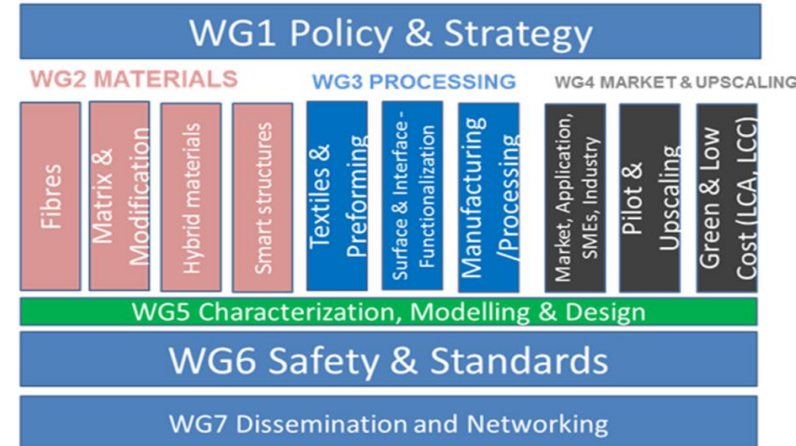 WG1 Policy & Strategy
WG2 MATERIALS
WG3 PROCESSING
WG4 MARKET & UPSCALING
Fibres
Matrix &
Modification
Hybrid materials
Smart structures
Textiles &
Preforming
Surface & Interface -
Functionalization
Manufacturing
/Processing
Market, Application,
SMEs, Industry
Pilot &
Upscaling
Green & Low
Cost (LCA, LCC)
WG5 Characterization, Modelling & Design
WG6 Safety & Standards
WG7 Dissemination and Networking